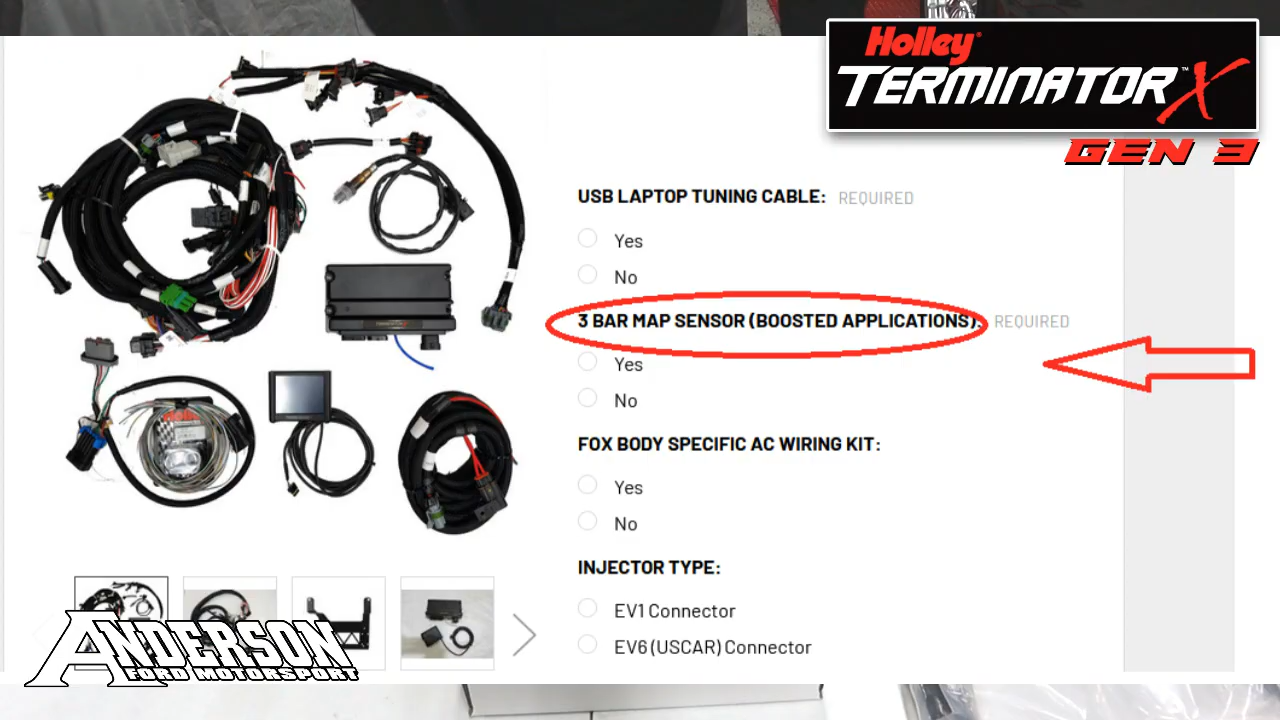 Holley
TERMINATOR™ X
GEN 3
USB LAPTOP TUNING CABLE: REQUIRED
Yes
No
3 BAR MAP SENSOR (BOOSTED APPLICATIONS): REQUIRED
Yes
No
FOX BODY SPECIFIC AC WIRING KIT:
Yes
No
INJECTOR TYPE:
EV1 Connector
EV6 (USCAR) Connector
Holley
TERMINATOR X
ANDERSON
FORD MOTORSPORT